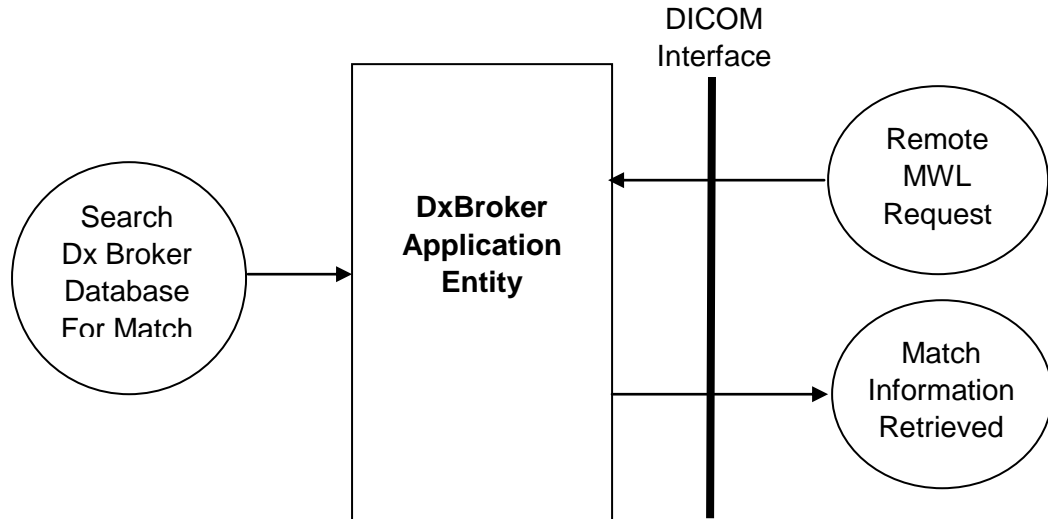 DICOM
Interface
Remote
MWL
Request
Search
Dx Broker
Database
For Match
DxBroker
Application
Entity
Match
Information
Retrieved